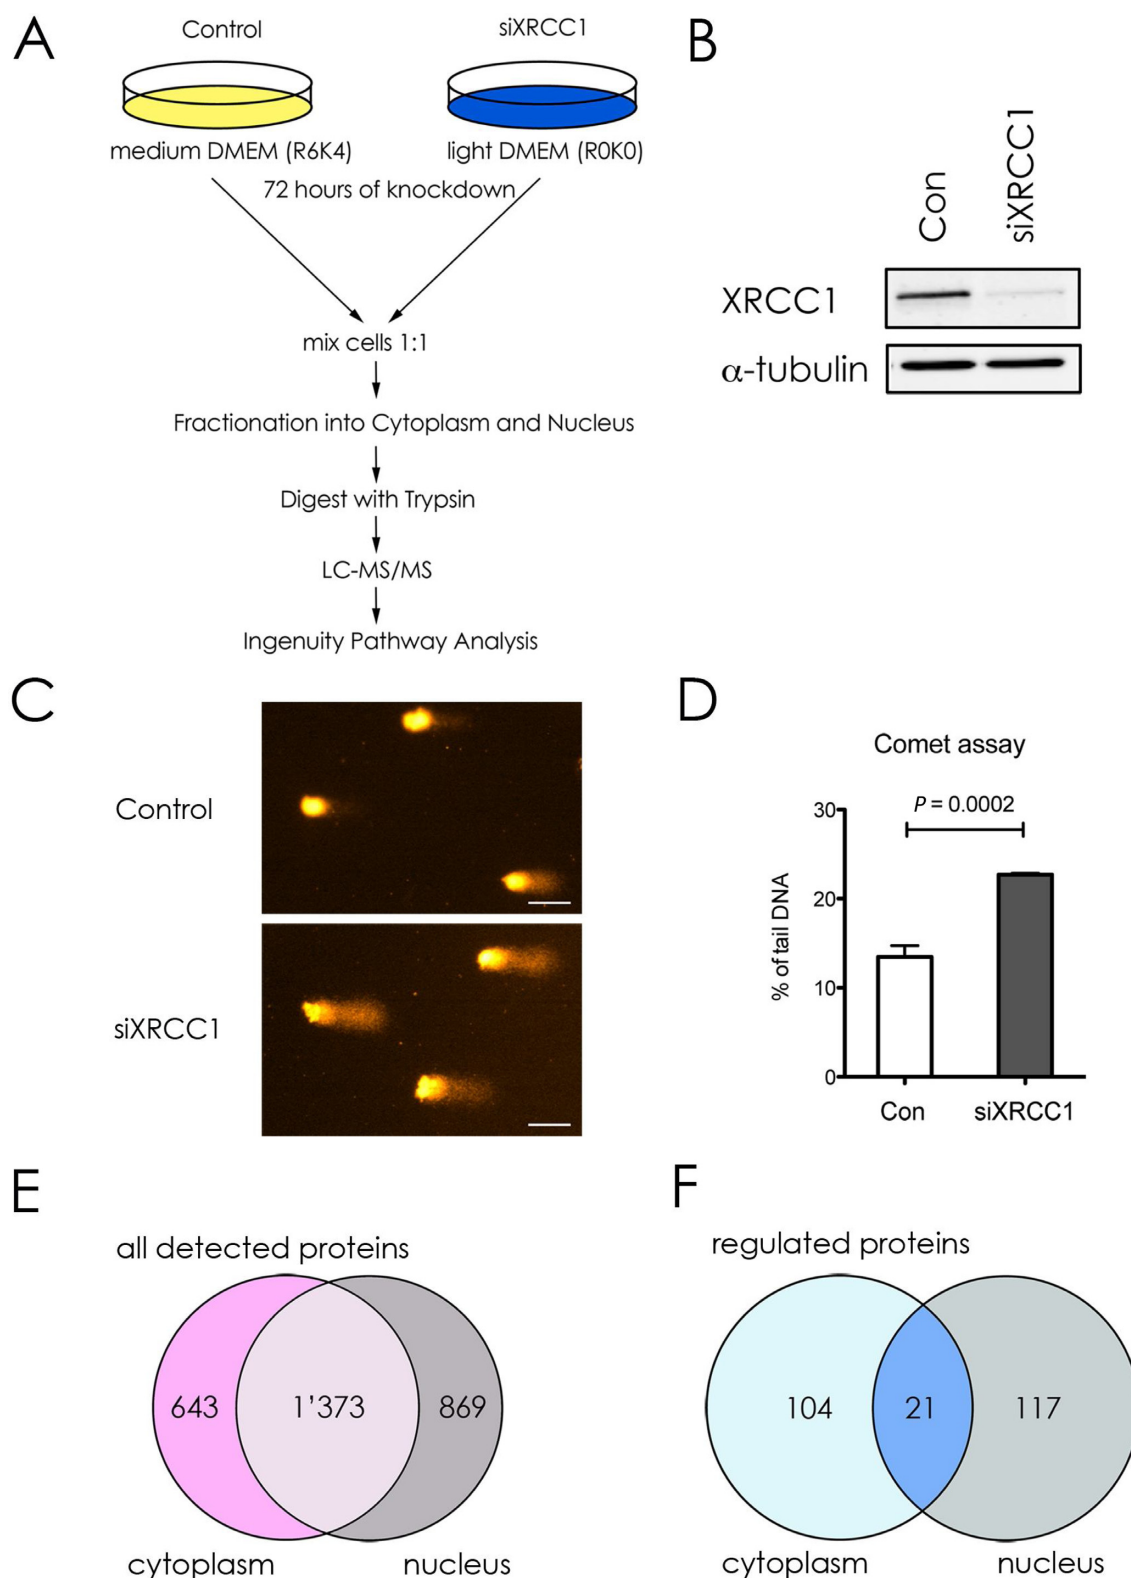 A
Control
siXRCC1
medium DMEM (R6K4)
light DMEM (R0K0)
72 hours of knockdown
mix cells 1:1
Fractionation into Cytoplasm and Nucleus
Digest with Trypsin
LC-MS/MS
Ingenuity Pathway Analysis
B
Con
siXRCC1
XRCC1
α-tubulin
C
Control
siXRCC1
D
Comet assay
P = 0.0002
% of tail DNA
30
20
10
0
Con
siXRCC1
E
all detected proteins
643
1'373
869
cytoplasm
nucleus
F
regulated proteins
104
21
117
cytoplasm
nucleus